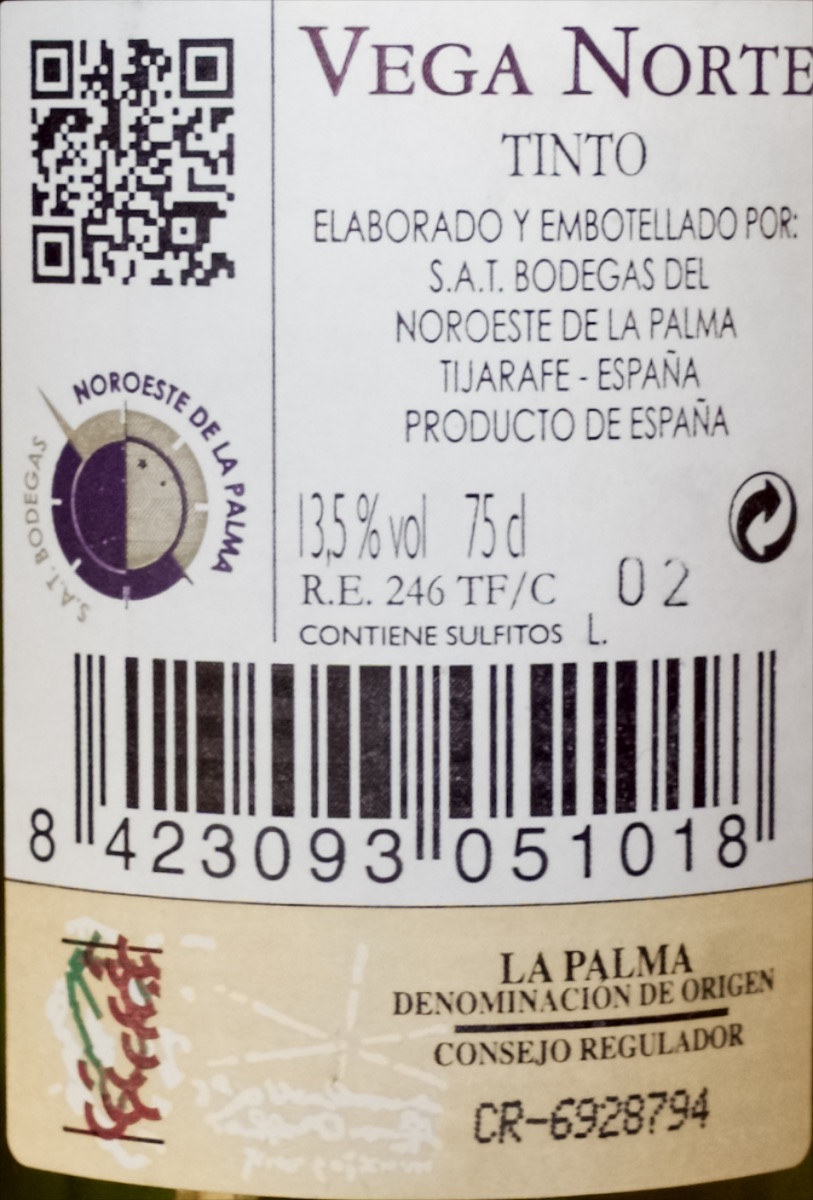 VEGA NORTE
TINTO
ELABORADO Y EMBOTELLADO POR:
S.A.T. BODEGAS DEL
NOROESTE DE LA PALMA
TIJARAFE - ESPAÑA
PRODUCTO DE ESPAÑA
S.A.T. BODEGAS NOROESTE DE LA PALMA
13,5 % vol 75 cl
R.E. 246 TF/C 02
CONTIENE SULFITOS L.
8 423093 051018
LA PALMA
DENOMINACIÓN DE ORIGEN
CONSEJO REGULADOR
CR-6928794